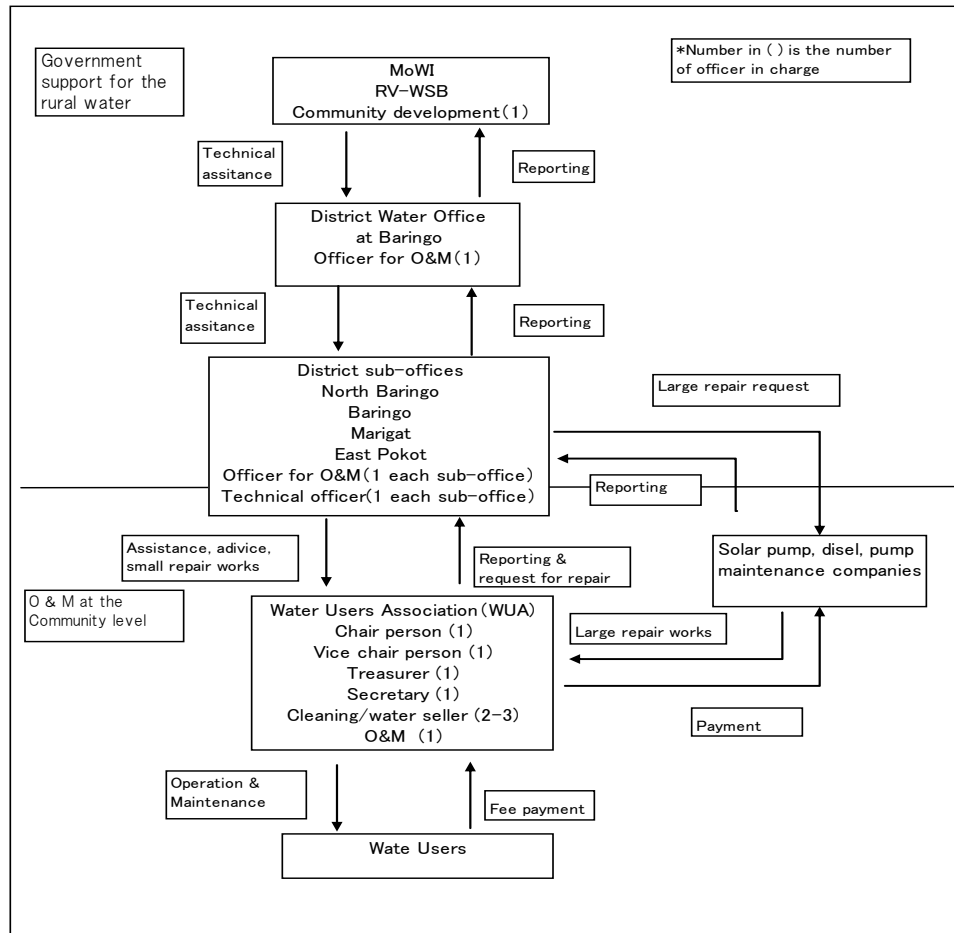 Government
support for the
rural water
*Number in ( ) is the number
of officer in charge
MoWI
RV-WSB
Community development(1)
Technical
assitance
Reporting
District Water Office
at Baringo
Officer for O&M(1)
Technical
assitance
Reporting
District sub-offices
North Baringo
Baringo
Marigat
East Pokot
Officer for O&M(1 each sub-office)
Technical officer(1 each sub-office)
Large repair request
Reporting
Assistance, adivice,
small repair works
Reporting &
request for repair
Solar pump, disel, pump
maintenance companies
O & M at the
Community level
Water Users Association(WUA)
Chair person (1)
Vice chair person (1)
Treasurer (1)
Secretary (1)
Cleaning/water seller (2-3)
O&M (1)
Large repair works
Payment
Operation &
Maintenance
Fee payment
Wate Users